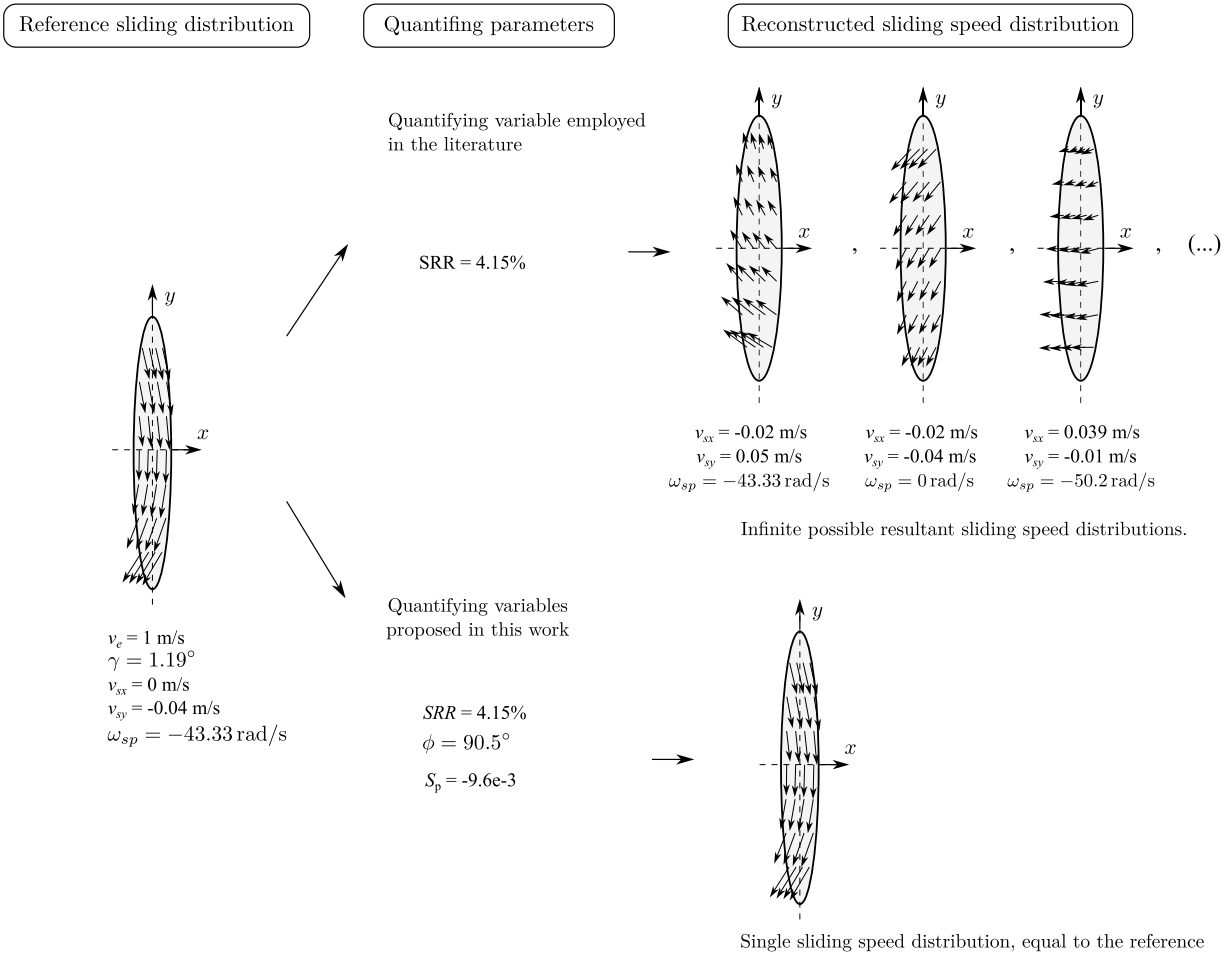 Reference sliding distribution
Quantifing parameters
Reconstructed sliding speed distribution
Quantifying variable employed
in the literature
SRR = 4.15%
y
x
,
y
x
,
y
x
,
(...)
v_sx = -0.02 m/s
v_sy = 0.05 m/s
ω_sp = −43.33 rad/s
v_sx = -0.02 m/s
v_sy = -0.04 m/s
ω_sp = 0 rad/s
v_sx = 0.039 m/s
v_sy = -0.01 m/s
ω_sp = −50.2 rad/s
Infinite possible resultant sliding speed distributions.
y
x
v_e = 1 m/s
γ = 1.19°
v_sx = 0 m/s
v_sy = -0.04 m/s
ω_sp = −43.33 rad/s
Quantifying variables
proposed in this work
SRR = 4.15%
ϕ = 90.5°
S_p = -9.6e-3
y
x
Single sliding speed distribution, equal to the reference